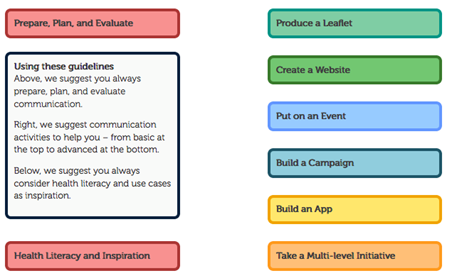 Prepare, Plan, and Evaluate
Using these guidelines
Above, we suggest you always
prepare, plan, and evaluate
communication.
Right, we suggest communication
activities to help you – from basic at
the top to advanced at the bottom.
Below, we suggest you always
consider health literacy and use cases
as inspiration.
Health Literacy and Inspiration
Produce a Leaflet
Create a Website
Put on an Event
Build a Campaign
Build an App
Take a Multi-level Initiative